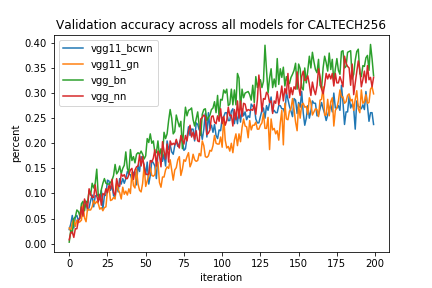 Validation accuracy across all models for CALTECH256
vgg11_bcwn
vgg11_gn
vgg_bn
vgg_nn
percent
0.40
0.35
0.30
0.25
0.20
0.15
0.10
0.05
0.00
0 25 50 75 100 125 150 175 200
iteration